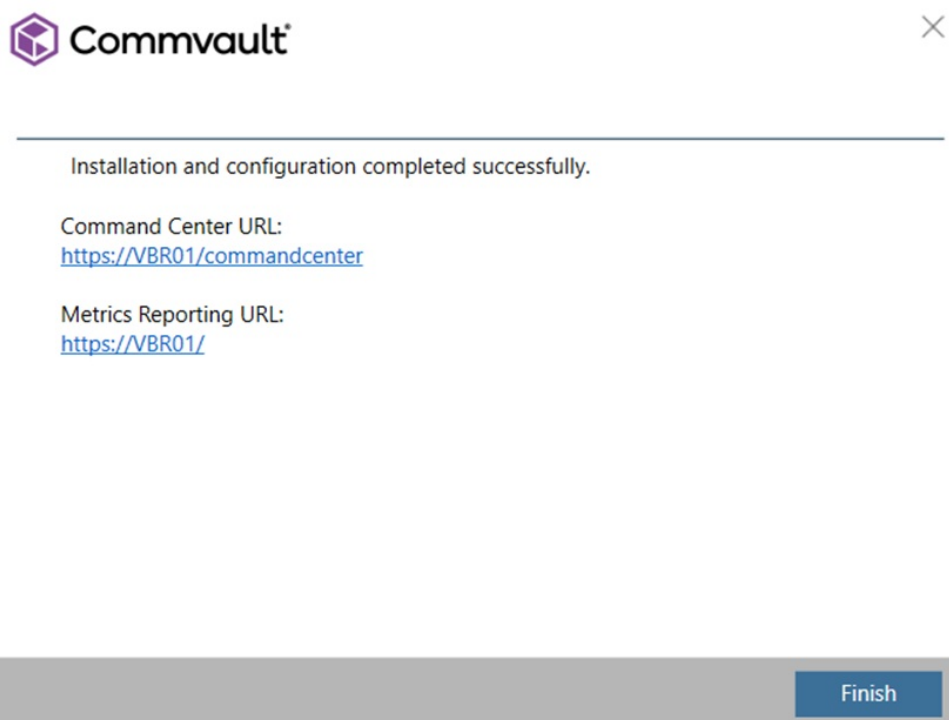 Commvault®
Installation and configuration completed successfully.
Command Center URL:
https://VBR01/commandcenter
Metrics Reporting URL:
https://VBR01/
Finish